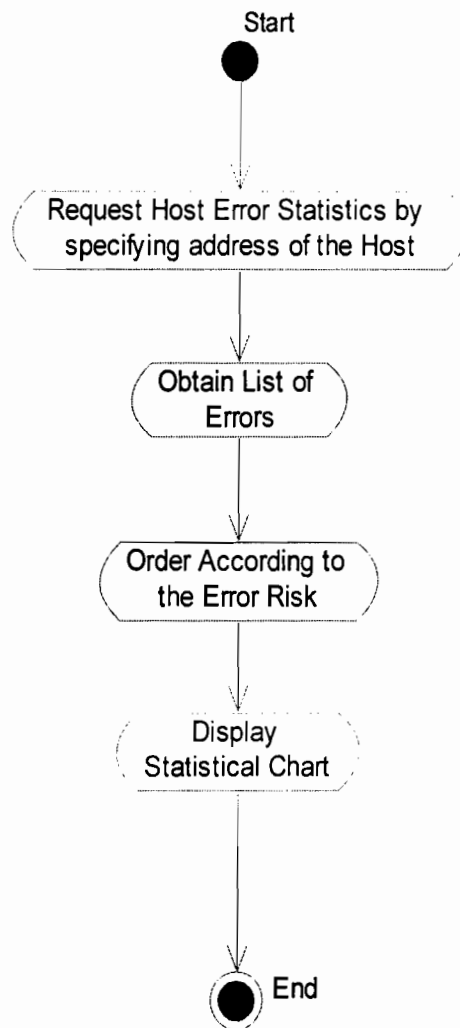 Start
Request Host Error Statistics by
specifying address of the Host
Obtain List of
Errors
Order According to
the Error Risk
Display
Statistical Chart
End